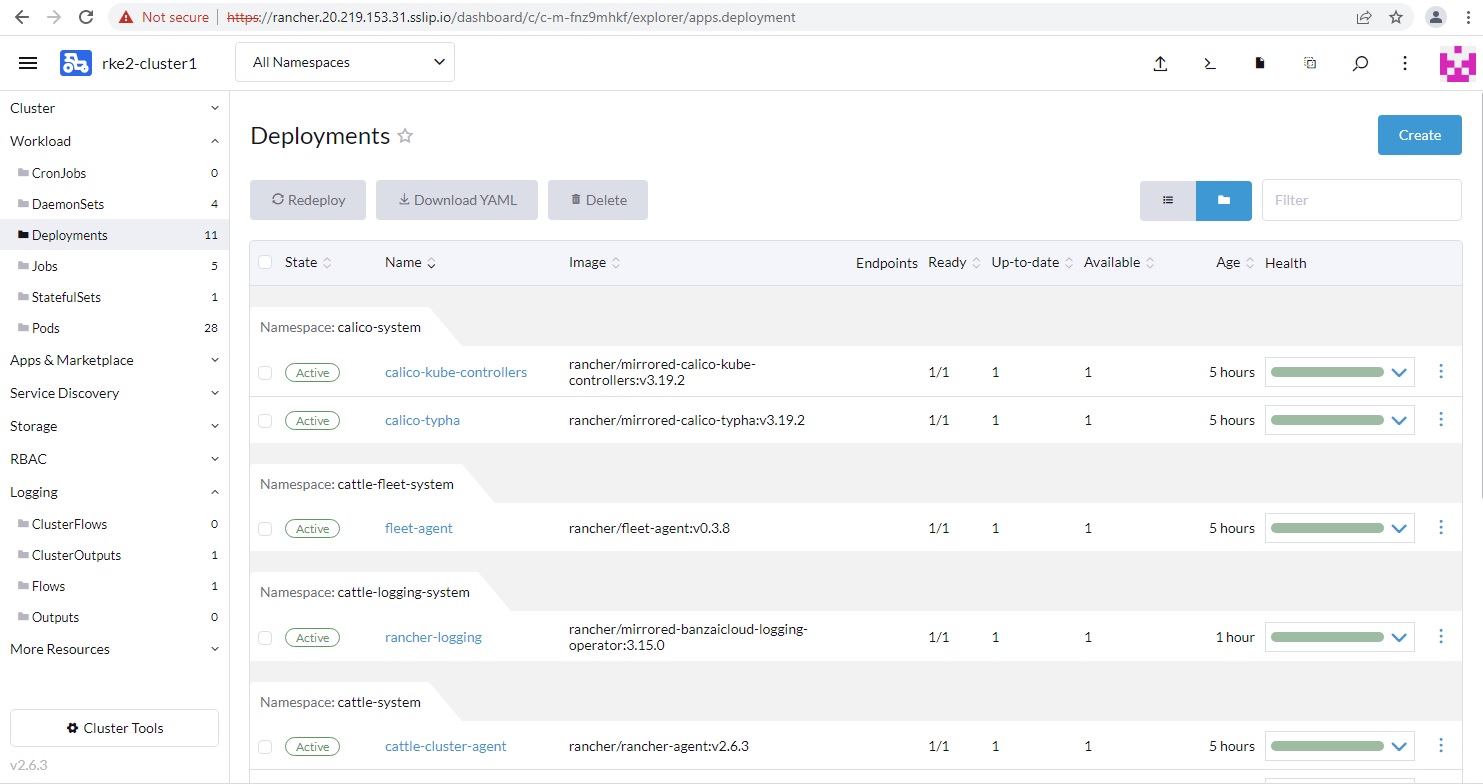 Not secure https://rancher.20.219.153.31.sslip.io/dashboard/c/c-m-fnz9mhkf/explorer/apps.deployment
rke2-cluster1 All Namespaces
Cluster
Workload
CronJobs 0
DaemonSets 4
Deployments 11
Jobs 5
StatefulSets 1
Pods 28
Apps & Marketplace
Service Discovery
Storage
RBAC
Logging
ClusterFlows 0
ClusterOutputs 1
Flows 1
Outputs 0
More Resources
Cluster Tools
v2.6.3
Deployments
Create
Redeploy Download YAML Delete Filter
State Name Image Endpoints Ready Up-to-date Available Age Health
Namespace: calico-system
Active calico-kube-controllers rancher/mirrored-calico-kube-
controllers:v3.19.2 1/1 1 1 5 hours
Active calico-typha rancher/mirrored-calico-typha:v3.19.2 1/1 1 1 5 hours
Namespace: cattle-fleet-system
Active fleet-agent rancher/fleet-agent:v0.3.8 1/1 1 1 5 hours
Namespace: cattle-logging-system
Active rancher-logging rancher/mirrored-banzaicloud-logging-
operator:3.15.0 1/1 1 1 1 hour
Namespace: cattle-system
Active cattle-cluster-agent rancher/rancher-agent:v2.6.3 1/1 1 1 5 hours